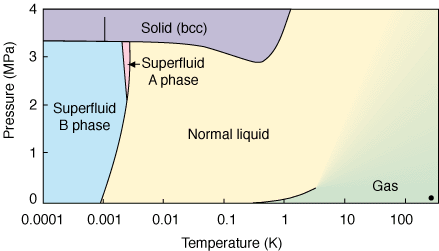 Pressure (MPa)
4
3
2
1
0
Solid (bcc)
Superfluid
A phase
Superfluid
B phase
Normal liquid
Gas
0.0001 0.001 0.01 0.1 1 10 100
Temperature (K)